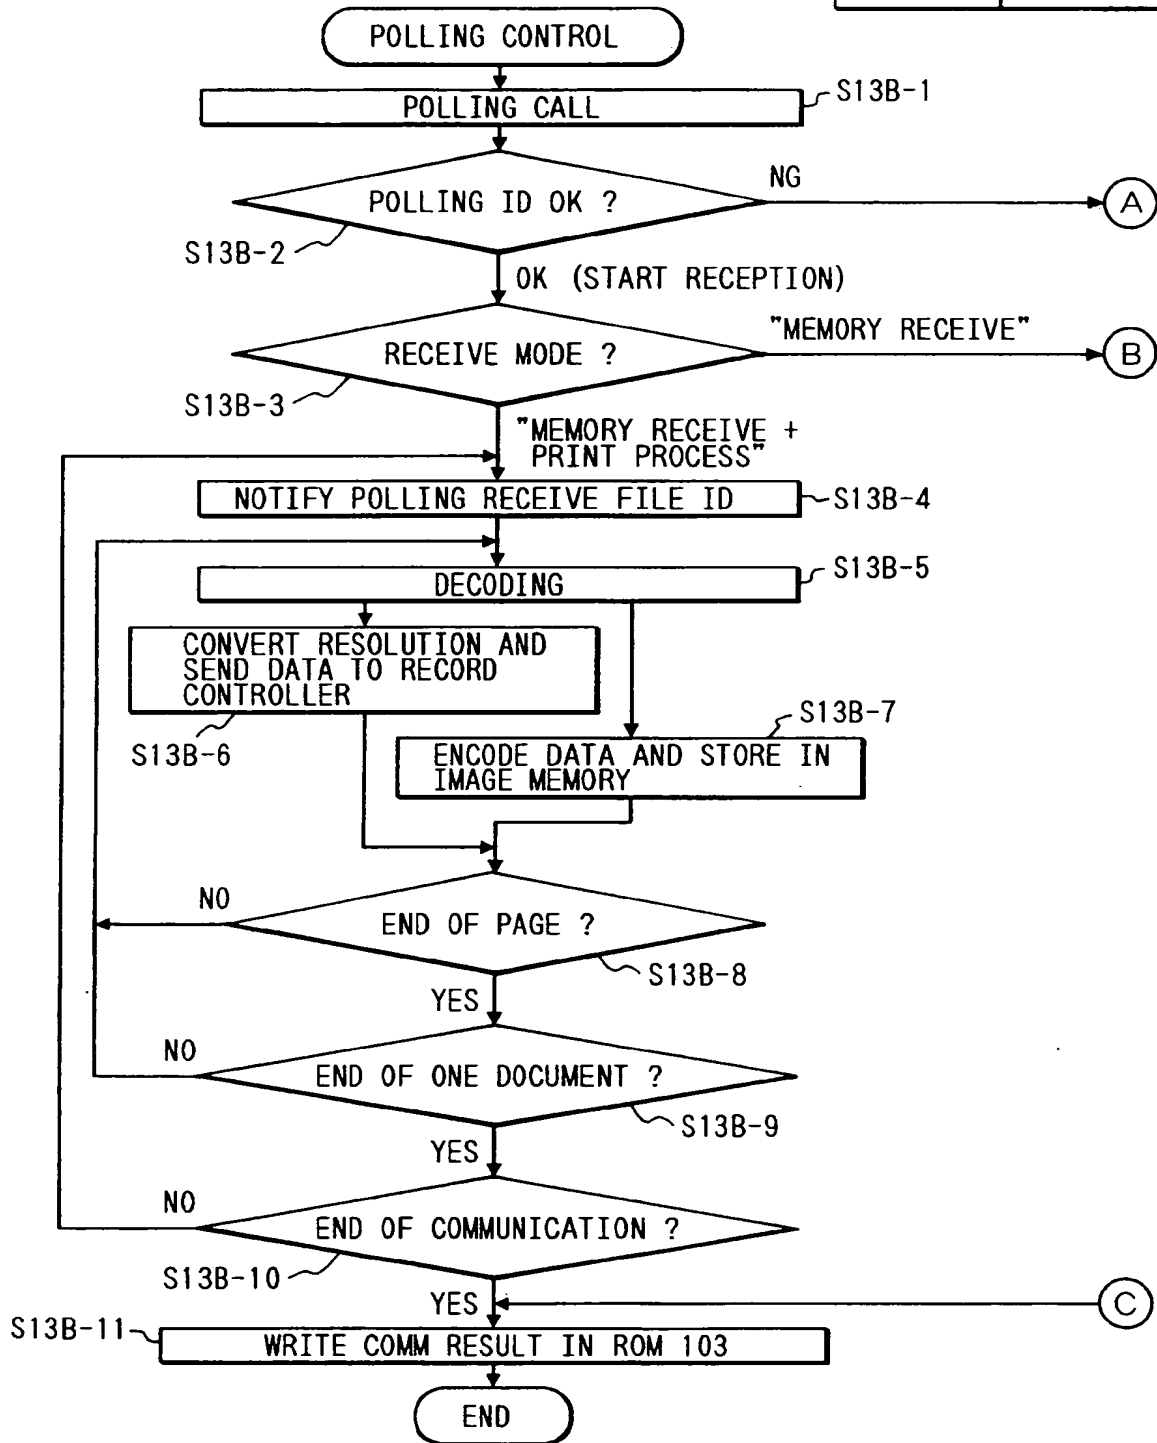 POLLING CONTROL
POLLING CALL
S13B-1
POLLING ID OK ?
NG
A
S13B-2
OK (START RECEPTION)
RECEIVE MODE ?
"MEMORY RECEIVE"
B
S13B-3
"MEMORY RECEIVE +
PRINT PROCESS"
NOTIFY POLLING RECEIVE FILE ID
S13B-4
DECODING
S13B-5
CONVERT RESOLUTION AND
SEND DATA TO RECORD
CONTROLLER
S13B-6
S13B-7
ENCODE DATA AND STORE IN
IMAGE MEMORY
NO
END OF PAGE ?
S13B-8
YES
NO
END OF ONE DOCUMENT ?
S13B-9
YES
NO
END OF COMMUNICATION ?
S13B-10
YES
C
S13B-11
WRITE COMM RESULT IN ROM 103
END